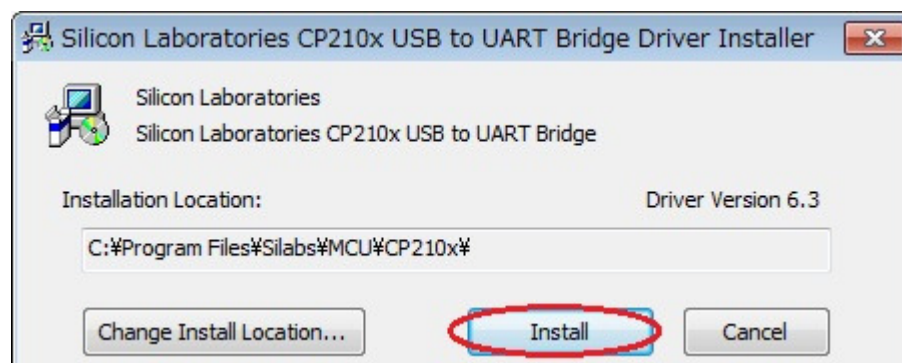 Silicon Laboratories CP210x USB to UART Bridge Driver Installer
Silicon Laboratories
Silicon Laboratories CP210x USB to UART Bridge
Installation Location: Driver Version 6.3
C:¥Program Files¥Silabs¥MCU¥CP210x¥
Change Install Location... Install Cancel